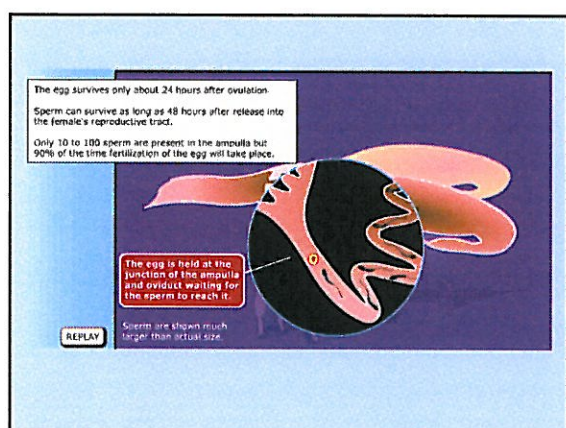 The egg survives only about 24 hours after ovulation.
Sperm can survive as long as 48 hours after release into
the female's reproductive tract.
Only 10 to 100 sperm are present in the ampulla but
90% of the time fertilization of the egg will take place.
The egg is held at the
junction of the ampulla
and oviduct waiting for
the sperm to reach it.
Sperm are shown much
larger than actual size.
REPLAY